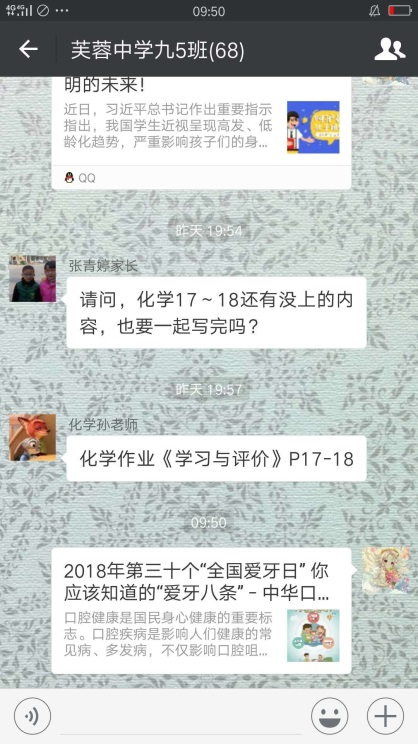 4G 4G
09:50
芙蓉中学九5班(68)
明的未来！
近日，习近平总书记作出重要指示
指出，我国学生近视呈现高发、低
龄化趋势，严重影响孩子们的身...
QQ
昨天 19:54
张青婷家长
请问，化学17～18还有没上的内
容，也要一起写完吗？
昨天 19:57
化学孙老师
化学作业《学习与评价》P17-18
09:50
2018年第三十个“全国爱牙日” 你
应该知道的“爱牙八条” - 中华口...
口腔健康是国民身心健康的重要标
志。口腔疾病是影响人们健康的常
见病、多发病，不仅影响口腔咀...